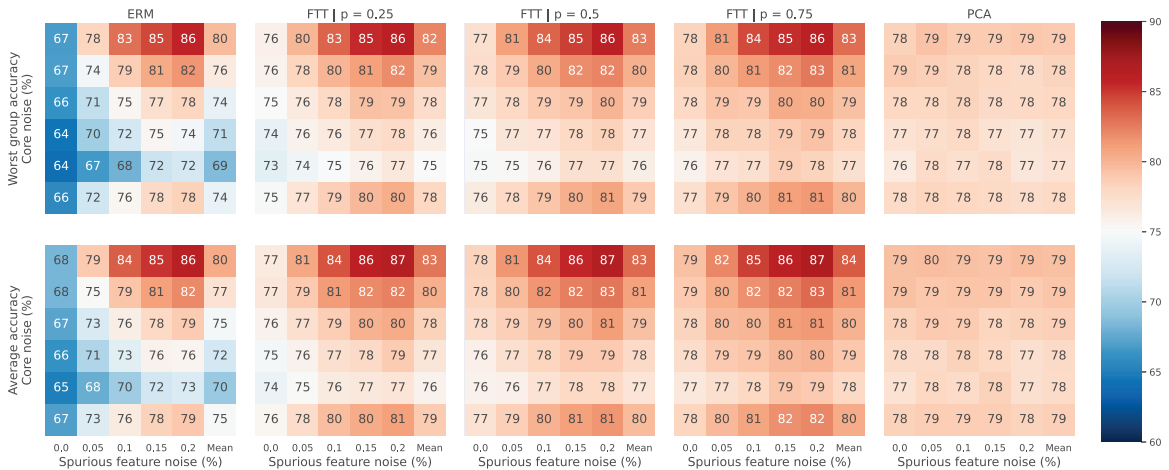 ERM FTT | p = 0.25 FTT | p = 0.5 FTT | p = 0.75 PCA
Worst group accuracy
Core noise (%)
67 78 83 85 86 80 76 80 83 85 86 82 77 81 84 85 86 83 78 81 84 85 86 83 78 79 79 79 79 79
67 74 79 81 82 76 76 78 80 81 82 79 78 79 80 82 82 80 78 80 81 82 83 81 79 79 78 78 78 78
66 71 75 77 78 74 75 76 78 79 79 78 77 78 79 79 80 79 78 79 79 80 80 79 78 78 78 78 78 78
64 70 72 75 74 71 74 76 76 77 78 76 75 77 77 78 78 77 77 78 78 79 79 78 77 77 78 77 78 77
64 67 68 72 72 69 73 74 75 76 77 75 75 75 76 77 77 76 76 77 77 79 78 77 77 77 77 78 77 77
66 72 76 78 78 74 75 77 79 80 80 78 76 78 79 80 81 79 77 79 80 81 81 80 78 78 78 78 78 78
Average accuracy
Core noise (%)
68 79 84 85 86 80 77 81 84 86 87 83 78 81 84 86 87 83 79 82 85 86 87 84 79 80 79 79 79 79
68 75 79 81 82 77 77 79 81 82 82 80 78 80 82 82 83 81 79 80 82 82 83 81 79 79 79 79 79 79
67 73 76 78 79 75 76 77 79 80 80 78 77 78 79 80 81 79 78 80 80 81 81 80 79 79 79 79 79 79
66 71 73 76 76 72 75 76 77 78 79 77 76 77 78 79 79 78 78 79 79 80 80 79 78 78 78 78 77 78
65 68 70 72 73 70 74 75 76 77 77 76 76 76 77 78 78 77 77 77 78 79 79 78 77 78 78 78 77 78
67 73 76 78 79 75 76 78 80 80 81 79 77 79 80 81 81 80 78 80 81 82 82 80 78 79 79 79 78 79
0,0 0,05 0,1 0,15 0,2 Mean 0,0 0,05 0,1 0,15 0,2 Mean 0,0 0,05 0,1 0,15 0,2 Mean 0,0 0,05 0,1 0,15 0,2 Mean 0,0 0,05 0,1 0,15 0,2 Mean
Spurious feature noise (%) Spurious feature noise (%) Spurious feature noise (%) Spurious feature noise (%) Spurious feature noise (%)
90
85
80
75
70
65
60